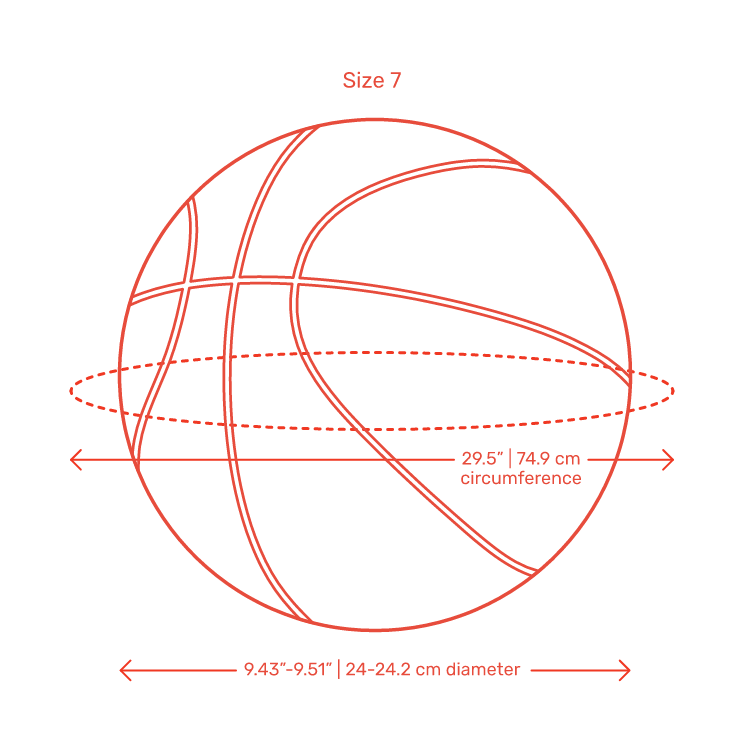 Size 7
29.5” | 74.9 cm
circumference
9.43”-9.51” | 24-24.2 cm diameter